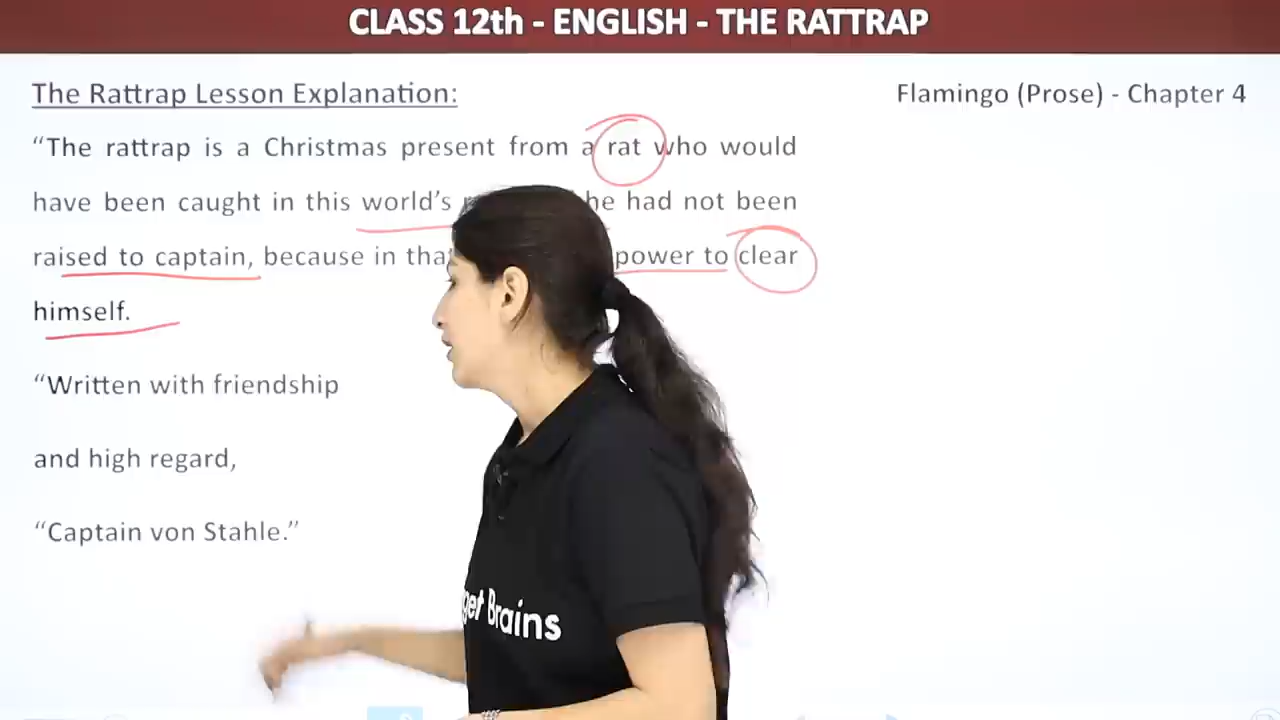 CLASS 12th - ENGLISH - THE RATTRAP
The Rattrap Lesson Explanation:
Flamingo (Prose) - Chapter 4
“The rattrap is a Christmas present from a rat who would
have been caught in this world’s he had not been
raised to captain, because in power to clear
himself.
“Written with friendship
and high regard,
“Captain von Stahle.”
Brains